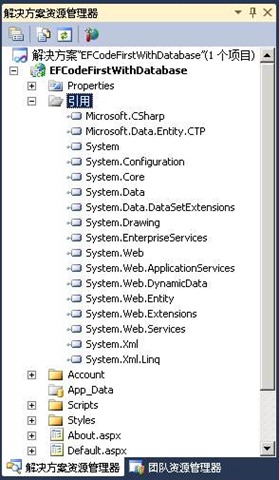 解决方案资源管理器
解决方案“EFCodeFirstWithDatabase”(1 个项目)
EFCodeFirstWithDatabase
Properties
引用
Microsoft.CSharp
Microsoft.Data.Entity.CTP
System
System.Configuration
System.Core
System.Data
System.Data.DataSetExtensions
System.Drawing
System.EnterpriseServices
System.Web
System.Web.ApplicationServices
System.Web.DynamicData
System.Web.Entity
System.Web.Extensions
System.Web.Services
System.Xml
System.Xml.Linq
Account
App_Data
Scripts
Styles
About.aspx
Default.aspx
解决方案资源管理器 团队资源管理器